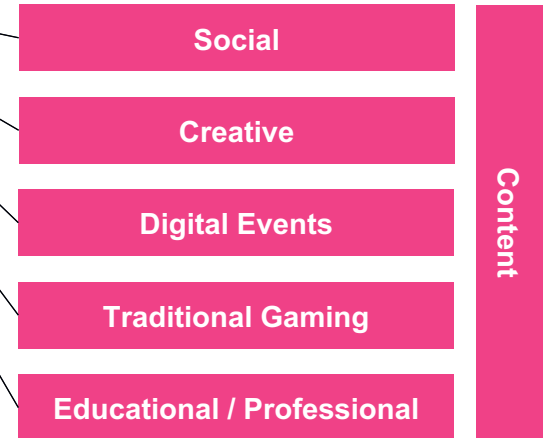 Social
Creative
Digital Events
Traditional Gaming
Educational / Professional
Content